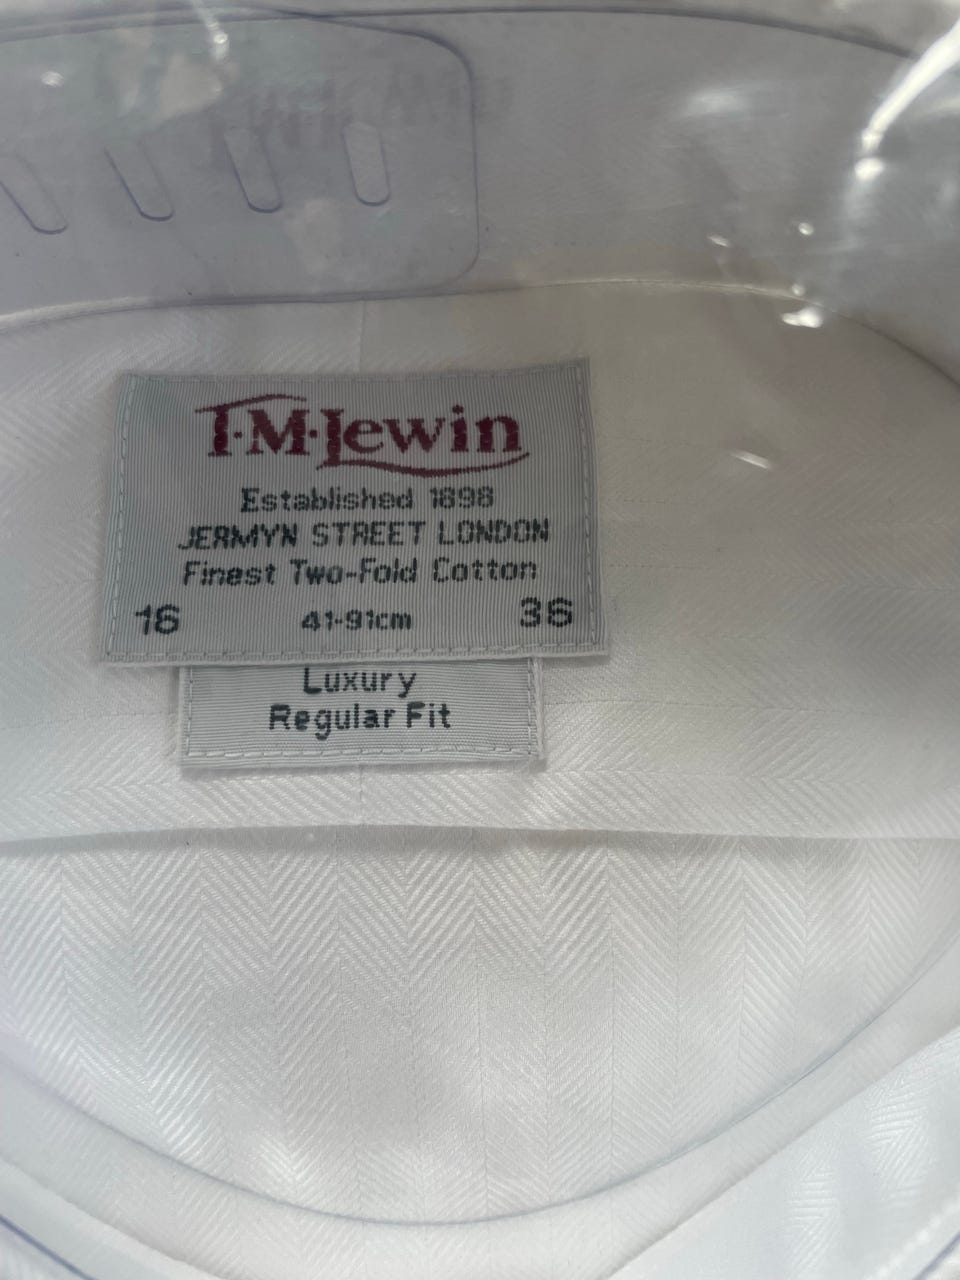 T·M·Lewin
Established 1898
JERMYN STREET LONDON
Finest Two-Fold Cotton
16 41-91cm 36
Luxury
Regular Fit